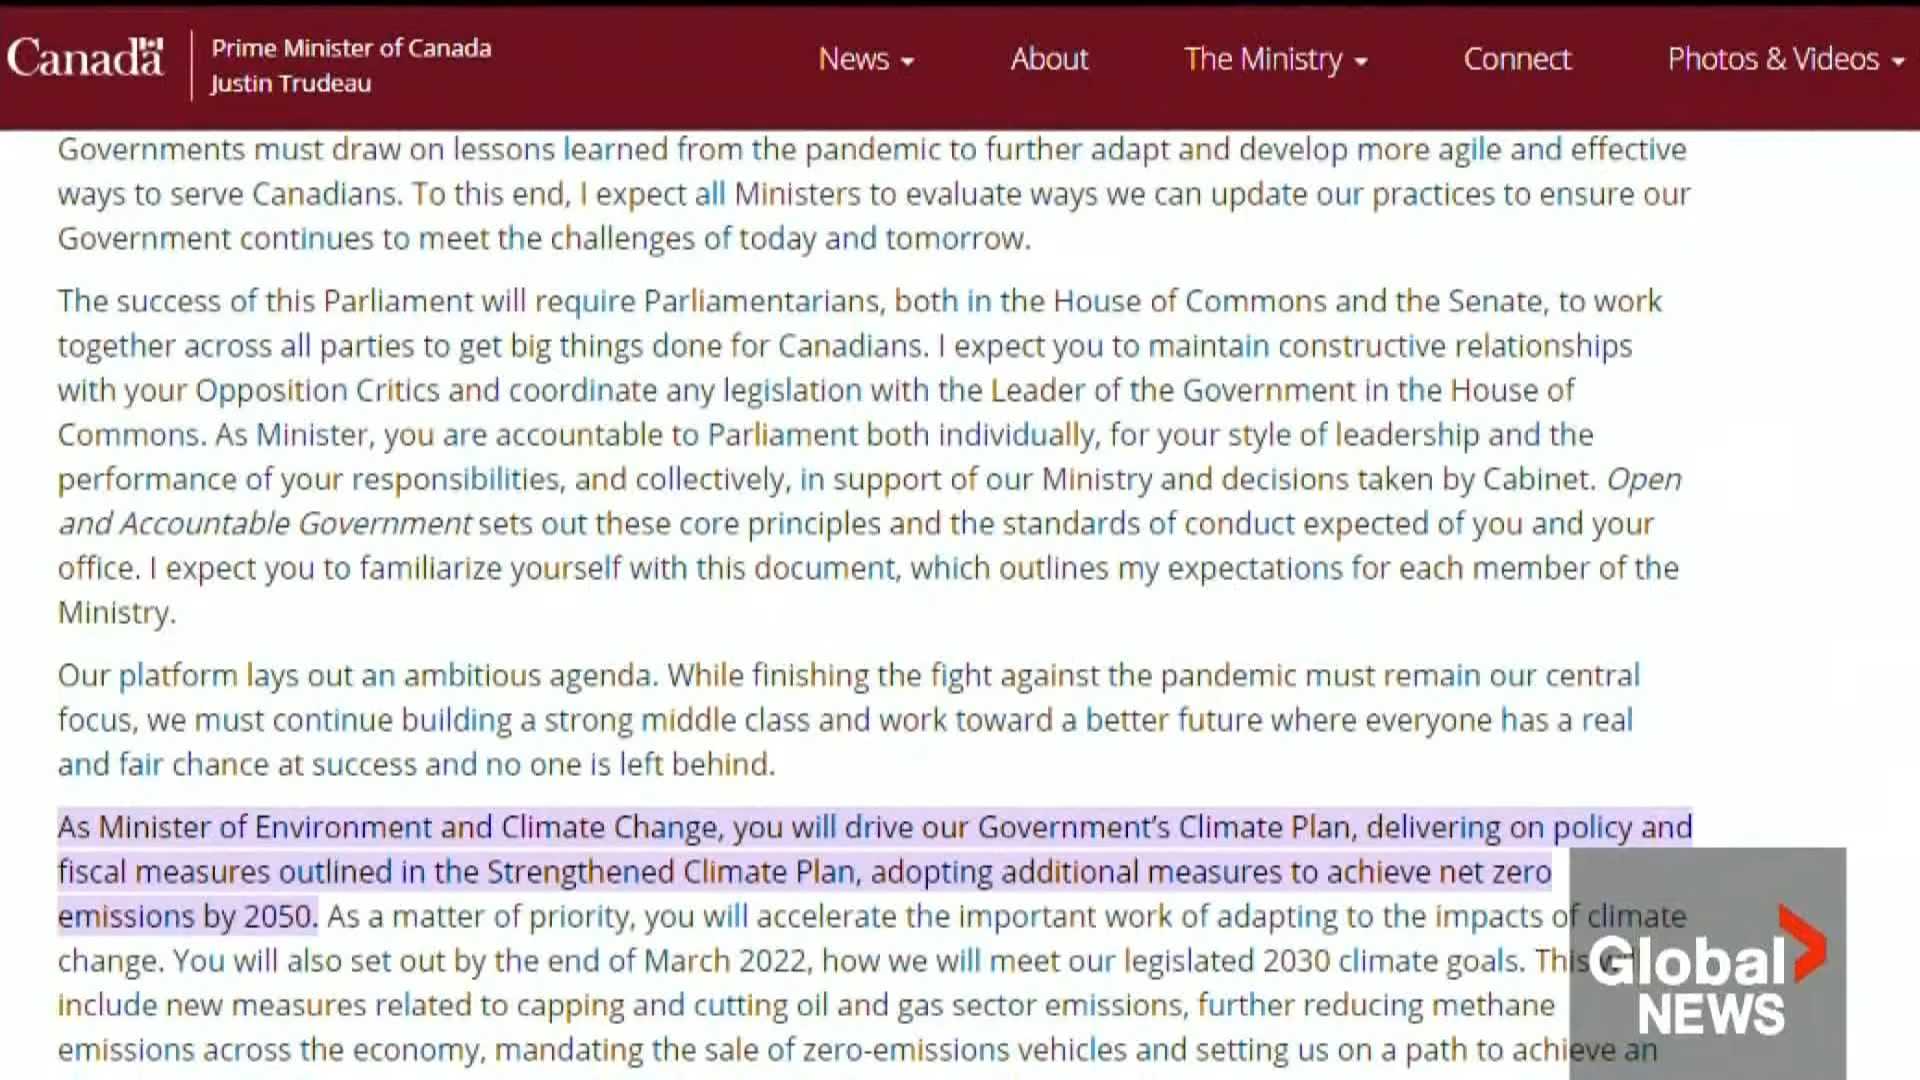 Canada
Prime Minister of Canada
Justin Trudeau
News
About
The Ministry
Connect
Photos & Videos
Governments must draw on lessons learned from the pandemic to further adapt and develop more agile and effective
ways to serve Canadians. To this end, I expect all Ministers to evaluate ways we can update our practices to ensure our
Government continues to meet the challenges of today and tomorrow.
The success of this Parliament will require Parliamentarians, both in the House of Commons and the Senate, to work
together across all parties to get big things done for Canadians. I expect you to maintain constructive relationships
with your Opposition Critics and coordinate any legislation with the Leader of the Government in the House of
Commons. As Minister, you are accountable to Parliament both individually, for your style of leadership and the
performance of your responsibilities, and collectively, in support of our Ministry and decisions taken by Cabinet. Open
and Accountable Government sets out these core principles and the standards of conduct expected of you and your
office. I expect you to familiarize yourself with this document, which outlines my expectations for each member of the
Ministry.
Our platform lays out an ambitious agenda. While finishing the fight against the pandemic must remain our central
focus, we must continue building a strong middle class and work toward a better future where everyone has a real
and fair chance at success and no one is left behind.
As Minister of Environment and Climate Change, you will drive our Government's Climate Plan, delivering on policy and
fiscal measures outlined in the Strengthened Climate Plan, adopting additional measures to achieve net zero
emissions by 2050. As a matter of priority, you will accelerate the important work of adapting to the impacts of climate
change. You will also set out by the end of March 2022, how we will meet our legislated 2030 climate goals. This
include new measures related to capping and cutting oil and gas sector emissions, further reducing methane
emissions across the economy, mandating the sale of zero-emissions vehicles and setting us on a path to achieve an
Global
NEWS